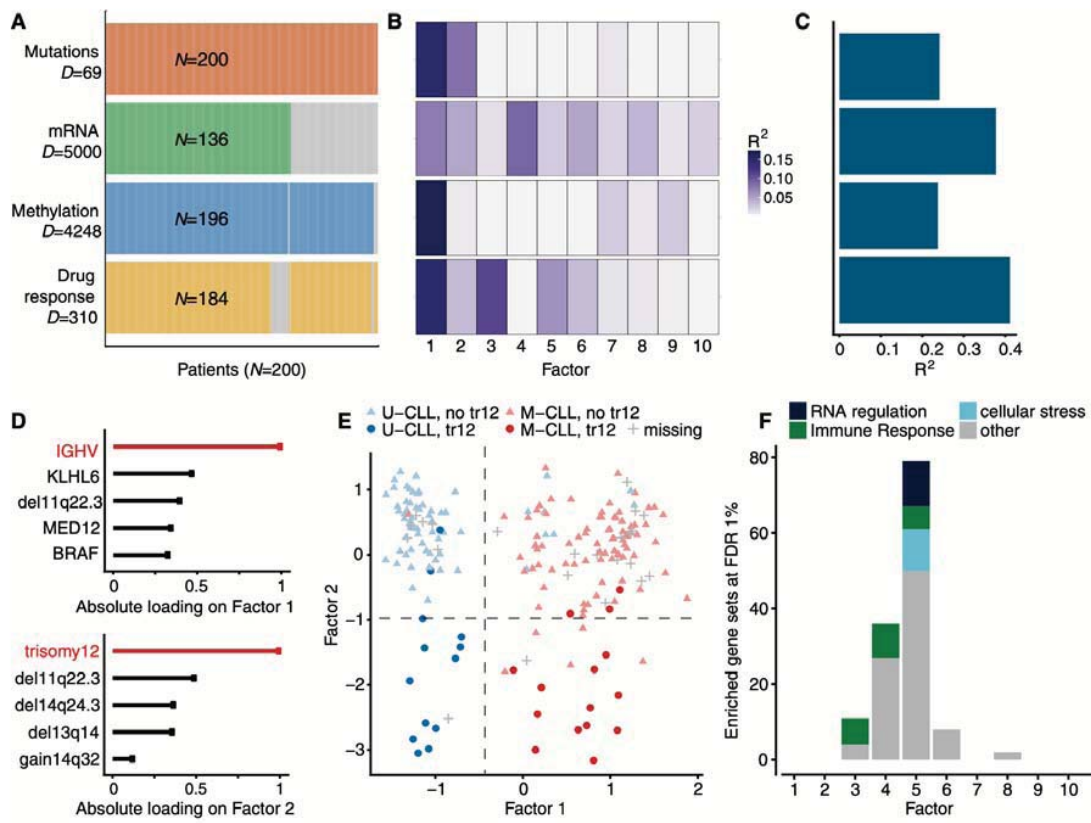 A
Mutations
D=69
N=200
mRNA
D=5000
N=136
Methylation
D=4248
N=196
Drug
response
D=310
N=184
Patients (N=200)
B
R2
0.15
0.10
0.05
1 2 3 4 5 6 7 8 9 10
Factor
C
0 0.1 0.2 0.3 0.4
R2
D
IGHV
KLHL6
del11q22.3
MED12
BRAF
0 0.5 1
Absolute loading on Factor 1
trisomy12
del11q22.3
del14q24.3
del13q14
gain14q32
0 0.5 1
Absolute loading on Factor 2
E
U−CLL, no tr12 M−CLL, no tr12
U−CLL, tr12 M−CLL, tr12 missing
Factor 2
1
0
−1
−2
−3
−1 0 1 2
Factor 1
F
RNA regulation cellular stress
Immune Response other
Enriched gene sets at FDR 1%
80
60
40
20
0
1 2 3 4 5 6 7 8 9 10
Factor